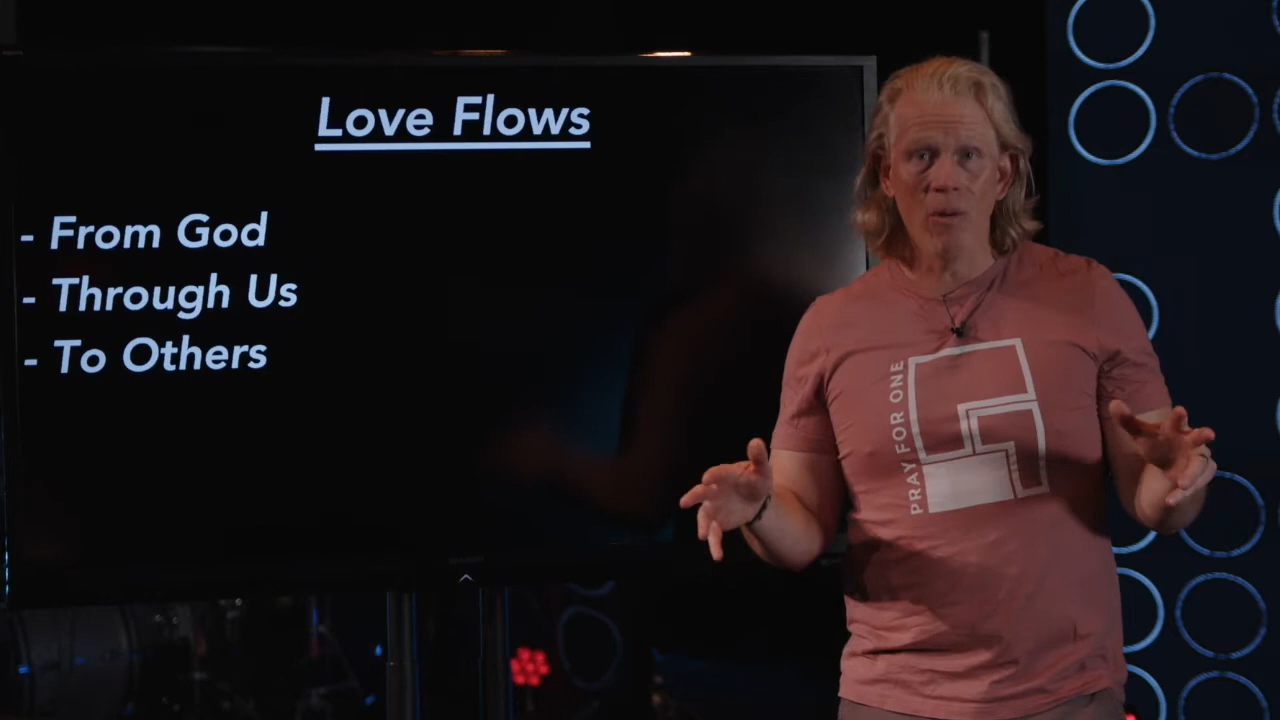 Love Flows
- From God
- Through Us
- To Others
PRAY FOR ONE